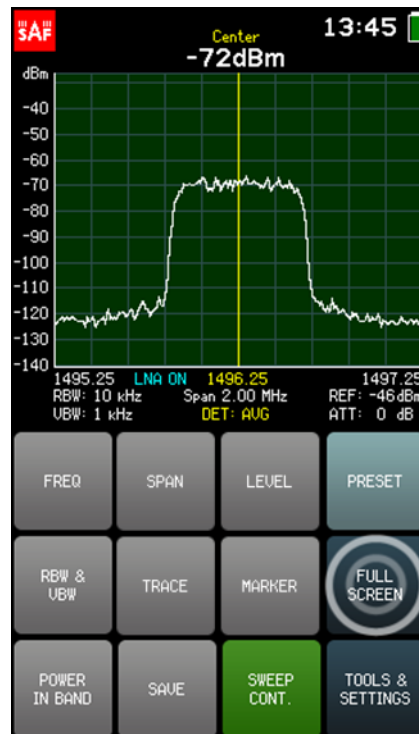 SAF
Center
13:45
-72dBm
dBm
-40
-50
-60
-70
-80
-90
-100
-110
-120
-130
-140
1495.25 LNA ON 1496.25 1497.25
RBW: 10 kHz Span 2.00 MHz REF: -46dBm
VBW: 1 kHz DET: AVG ATT: 0 dB
FREQ
SPAN
LEVEL
PRESET
RBW &
VBW
TRACE
MARKER
FULL
SCREEN
POWER
IN BAND
SAVE
SWEEP
CONT.
TOOLS &
SETTINGS